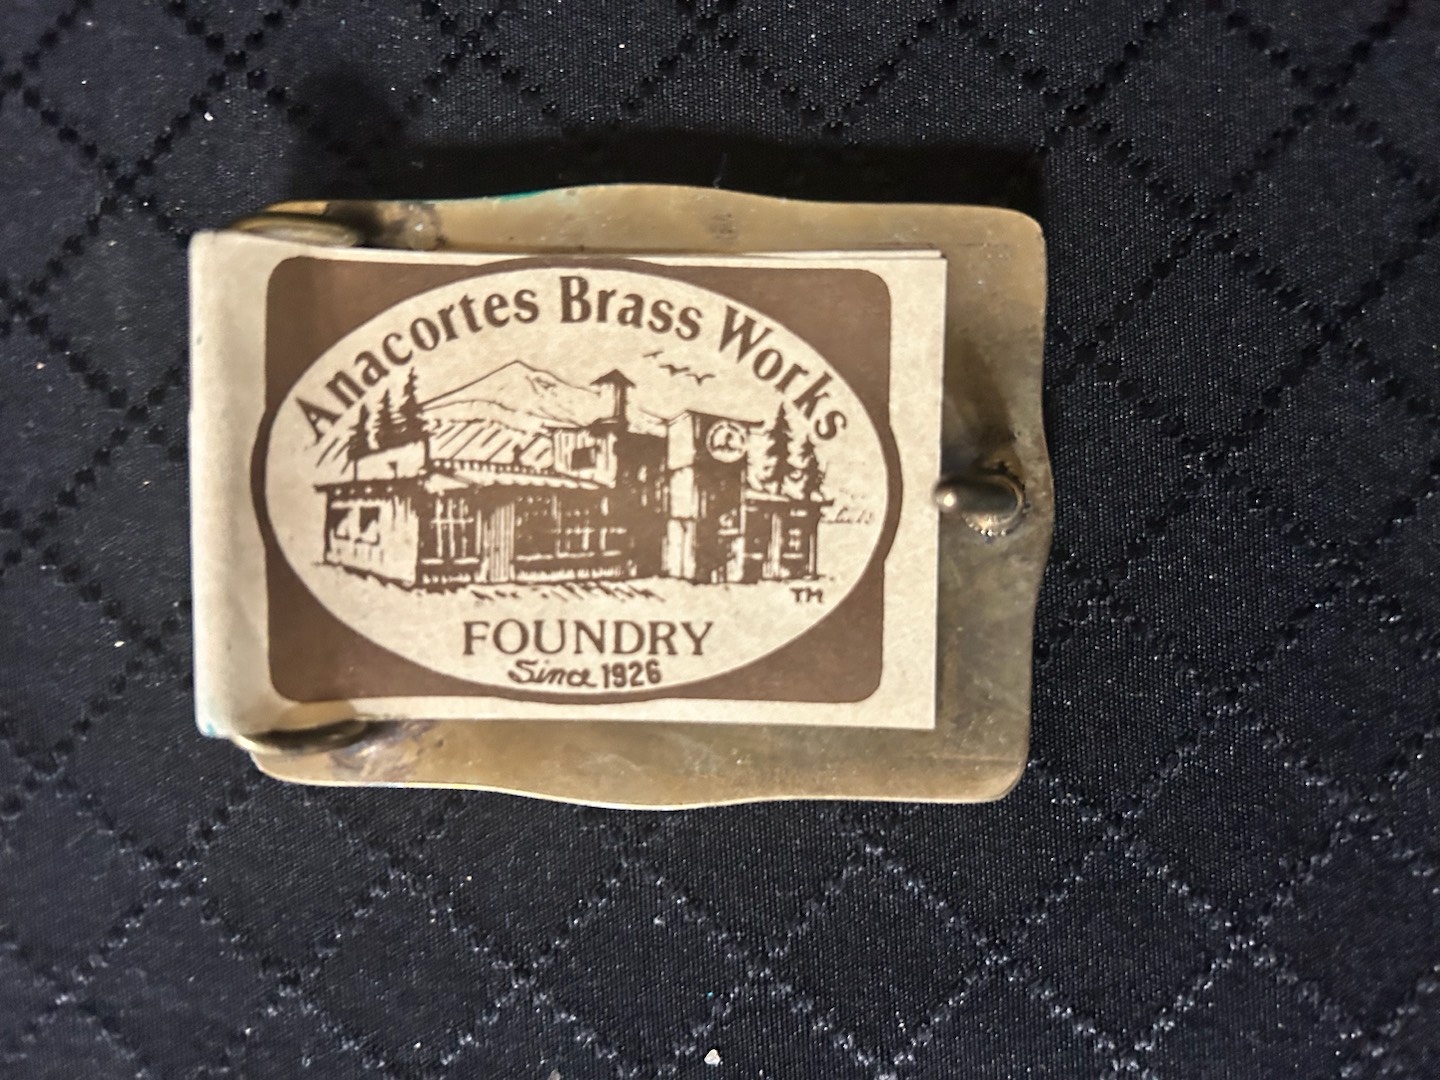 Anacortes Brass Works
TM
FOUNDRY
Since 1926